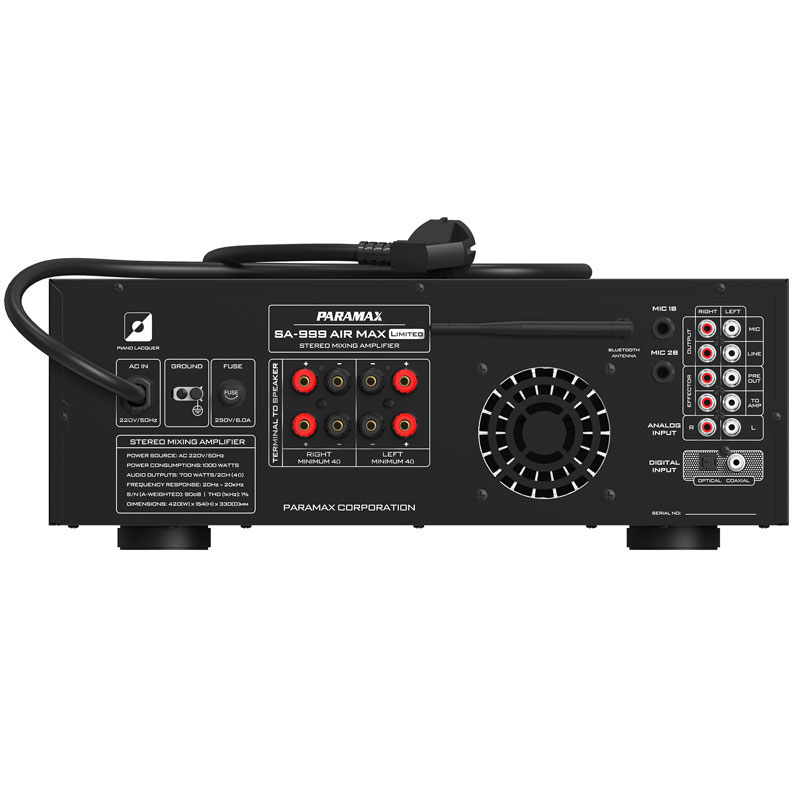 PARAMAX
SA-999 AIR MAX LIMITED
STEREO MIXING AMPLIFIER
PIANO LACQUER
AC IN
GROUND
FUSE
FUSE
220V/50Hz
250V/6.0A
STEREO MIXING AMPLIFIER
POWER SOURCE: AC 220V/50Hz
POWER CONSUMPTIONS: 1000 WATTS
AUDIO OUTPUTS: 700 WATTS/2CH (4Ω)
FREQUENCY RESPONSE: 20Hz ~ 20kHz
S/N (A-WEIGHTED): 90dB | THD (1kHz): 1%
DIMENSIONS: 420(W) x 154(H) x 330(D)MM
TERMINAL TO SPEAKER
+ - - +
+ - - +
RIGHT
MINIMUM 4Ω
LEFT
MINIMUM 4Ω
PARAMAX CORPORATION
BLUETOOTH
ANTENNA
MIC 1B
MIC 2B
RIGHT LEFT
OUTPUT
MIC
LINE
EFFECTOR
PRE
OUT
TO
AMP
ANALOG
INPUT
R L
DIGITAL
INPUT
OPTICAL COAXIAL
SERIAL NO: